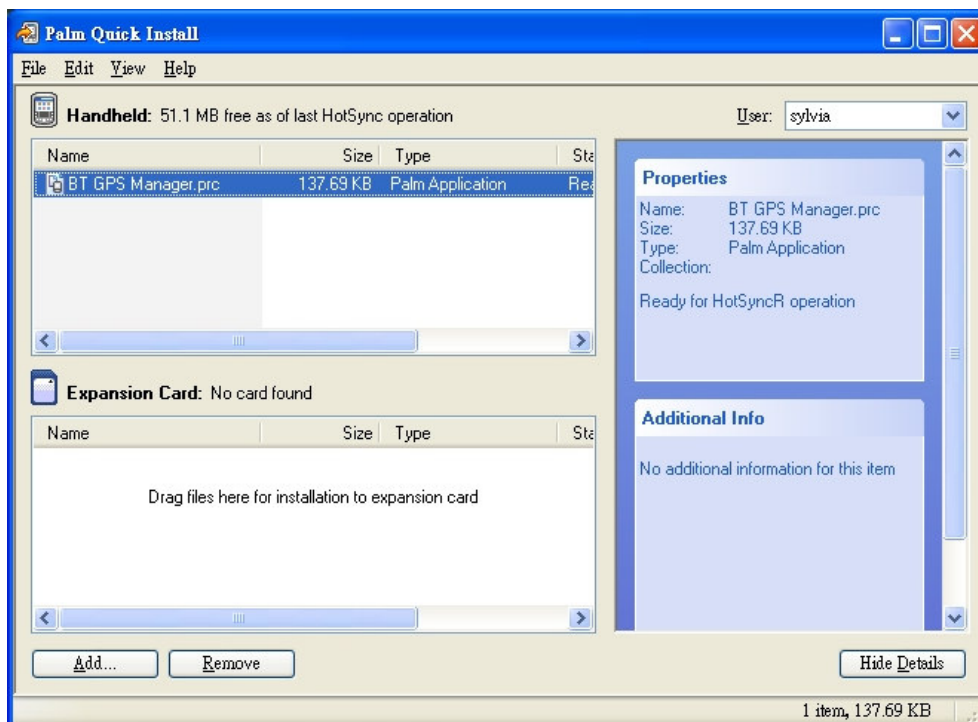 Palm Quick Install
File Edit View Help
Handheld: 51.1 MB free as of last HotSync operation
User: sylvia
Name Size Type Sta
BT GPS Manager.prc 137.69 KB Palm Application Rea
Properties
Name: BT GPS Manager.prc
Size: 137.69 KB
Type: Palm Application
Collection:
Ready for HotSyncR operation
Expansion Card: No card found
Name Size Type Sta
Drag files here for installation to expansion card
Additional Info
No additional information for this item
Add... Remove Hide Details
1 item, 137.69 KB